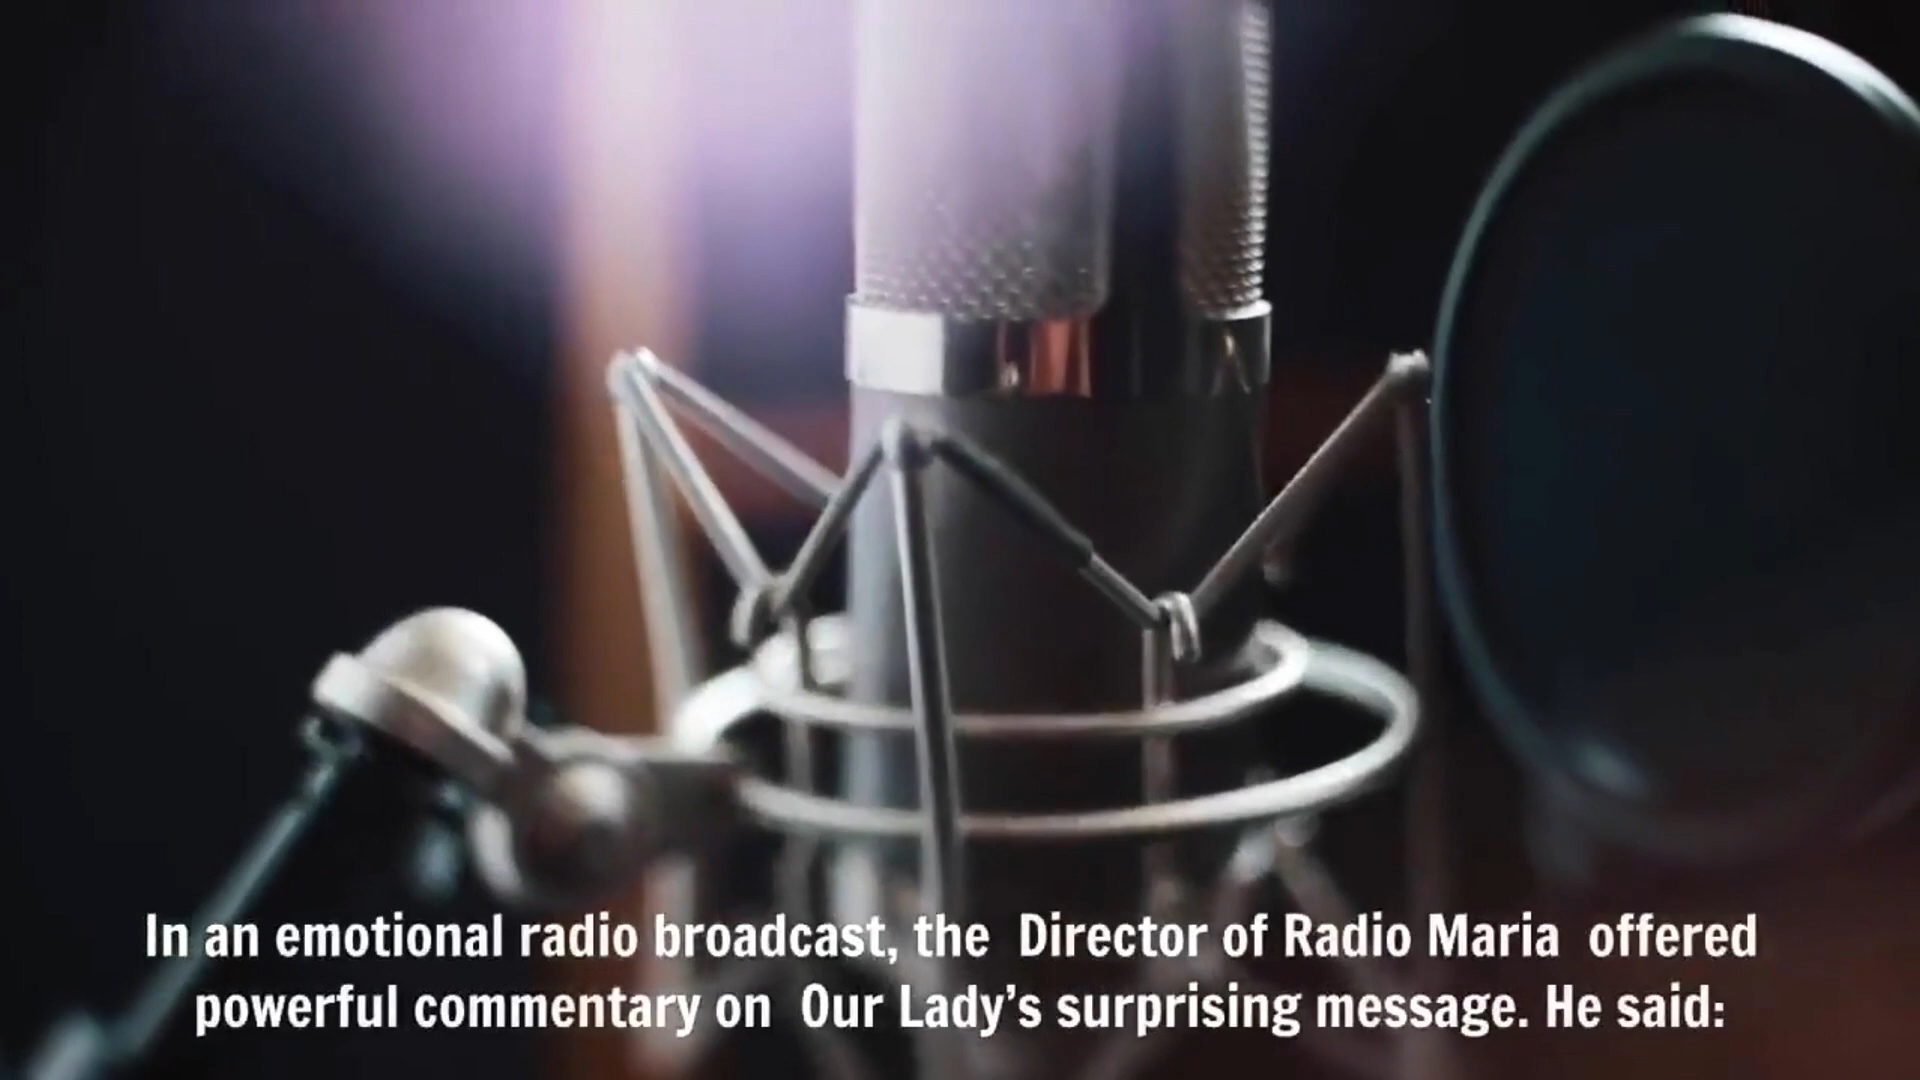 In an emotional radio broadcast, the Director of Radio Maria offered
powerful commentary on Our Lady’s surprising message. He said: